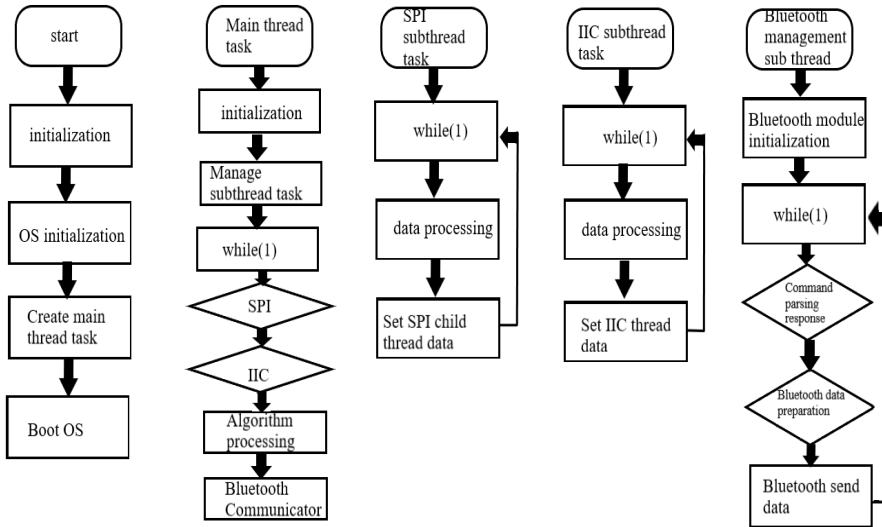 start
initialization
OS initialization
Create main
thread task
Boot OS
Main thread
task
initialization
Manage
subthread task
while(1)
SPI
IIC
Algorithm
processing
Bluetooth
Communicator
SPI
subthread
task
while(1)
data processing
Set SPI child
thread data
IIC subthread
task
while(1)
data processing
Set IIC thread
data
Bluetooth
management
sub thread
Bluetooth module
initialization
while(1)
Command
parsing
response
Bluetooth data
preparation
Bluetooth send
data